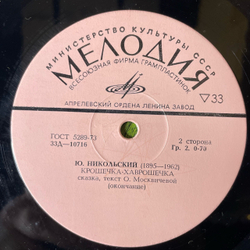 МИНИСТЕРСТВО КУЛЬТУРЫ СССР
МЕЛОДИЯ
ВСЕСОЮЗНАЯ ФИРМА ГРАМПЛАСТИНОК
▽33
АПРЕЛЕВСКИЙ ОРДЕНА ЛЕНИНА ЗАВОД
ГОСТ 5289-73
33Д—10716
2 сторона
Гр. 2. 0-70
Ю. НИКОЛЬСКИЙ (1895—1962)
КРОШЕЧКА-ХАВРОШЕЧКА
сказка, текст О. Москвичевой
(окончание)